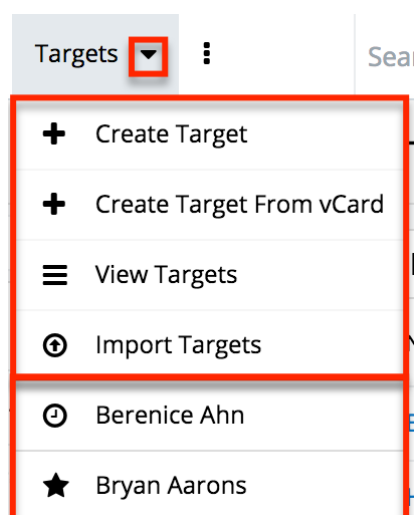 Targets
Sear
Create Target
Create Target From vCard
View Targets
Import Targets
Berenice Ahn
Bryan Aarons